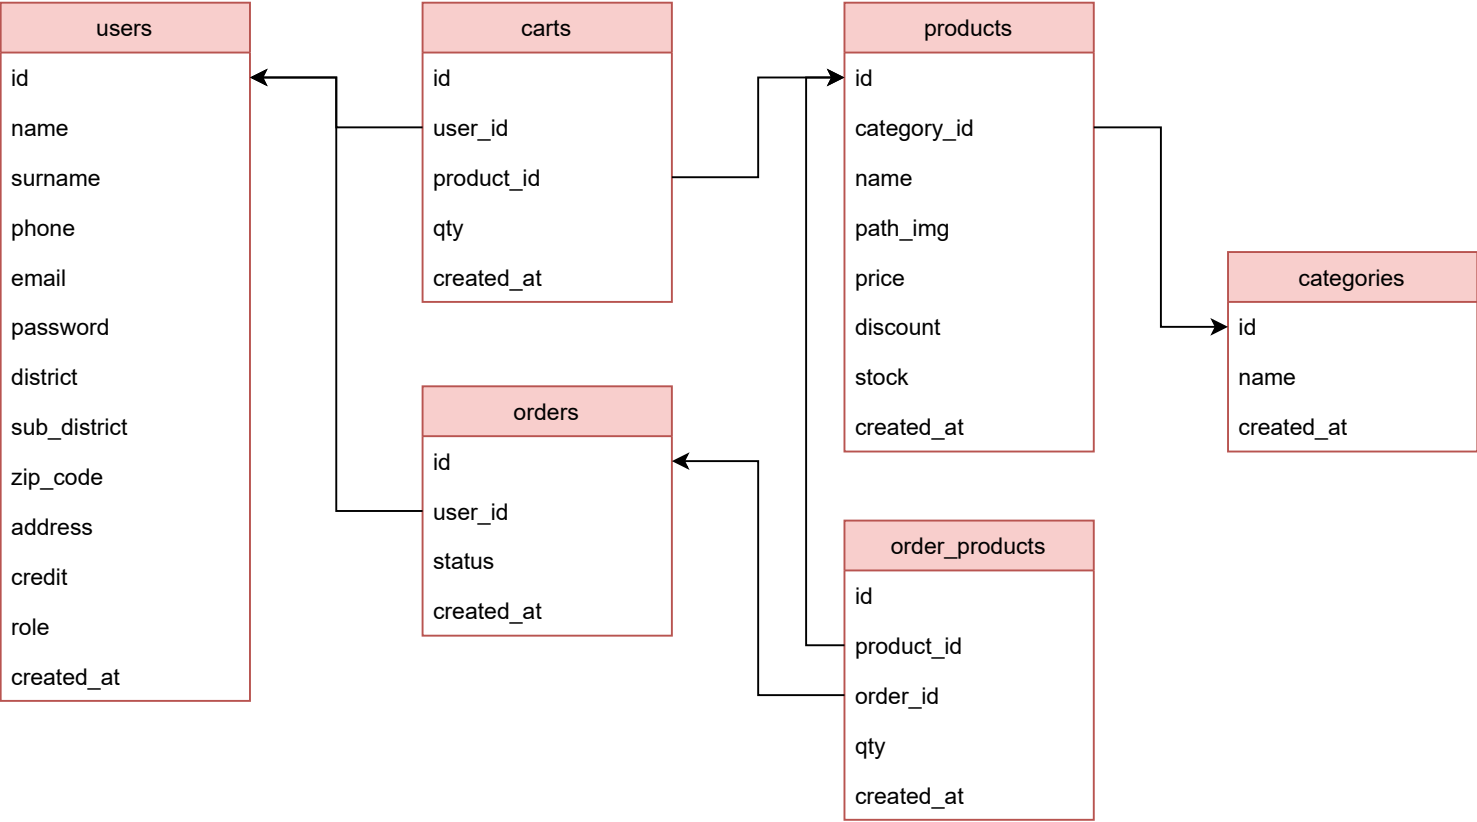 users
id
name
surname
phone
email
password
district
sub_district
zip_code
address
credit
role
created_at
carts
id
user_id
product_id
qty
created_at
orders
id
user_id
status
created_at
products
id
category_id
name
path_img
price
discount
stock
created_at
order_products
id
product_id
order_id
qty
created_at
categories
id
name
created_at